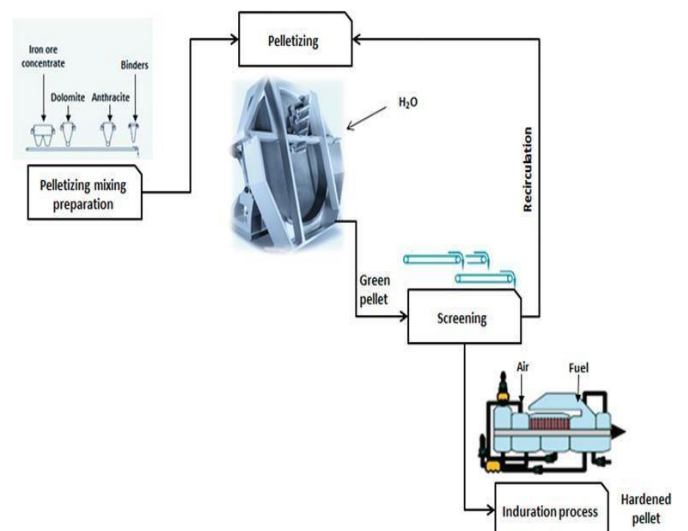 Iron ore
concentrate
Binders
Dolomite
Anthracite
Pelletizing mixing
preparation
Pelletizing
H₂O
Recirculation
Green
pellet
Screening
Air
Fuel
Induration process
Hardened
pellet